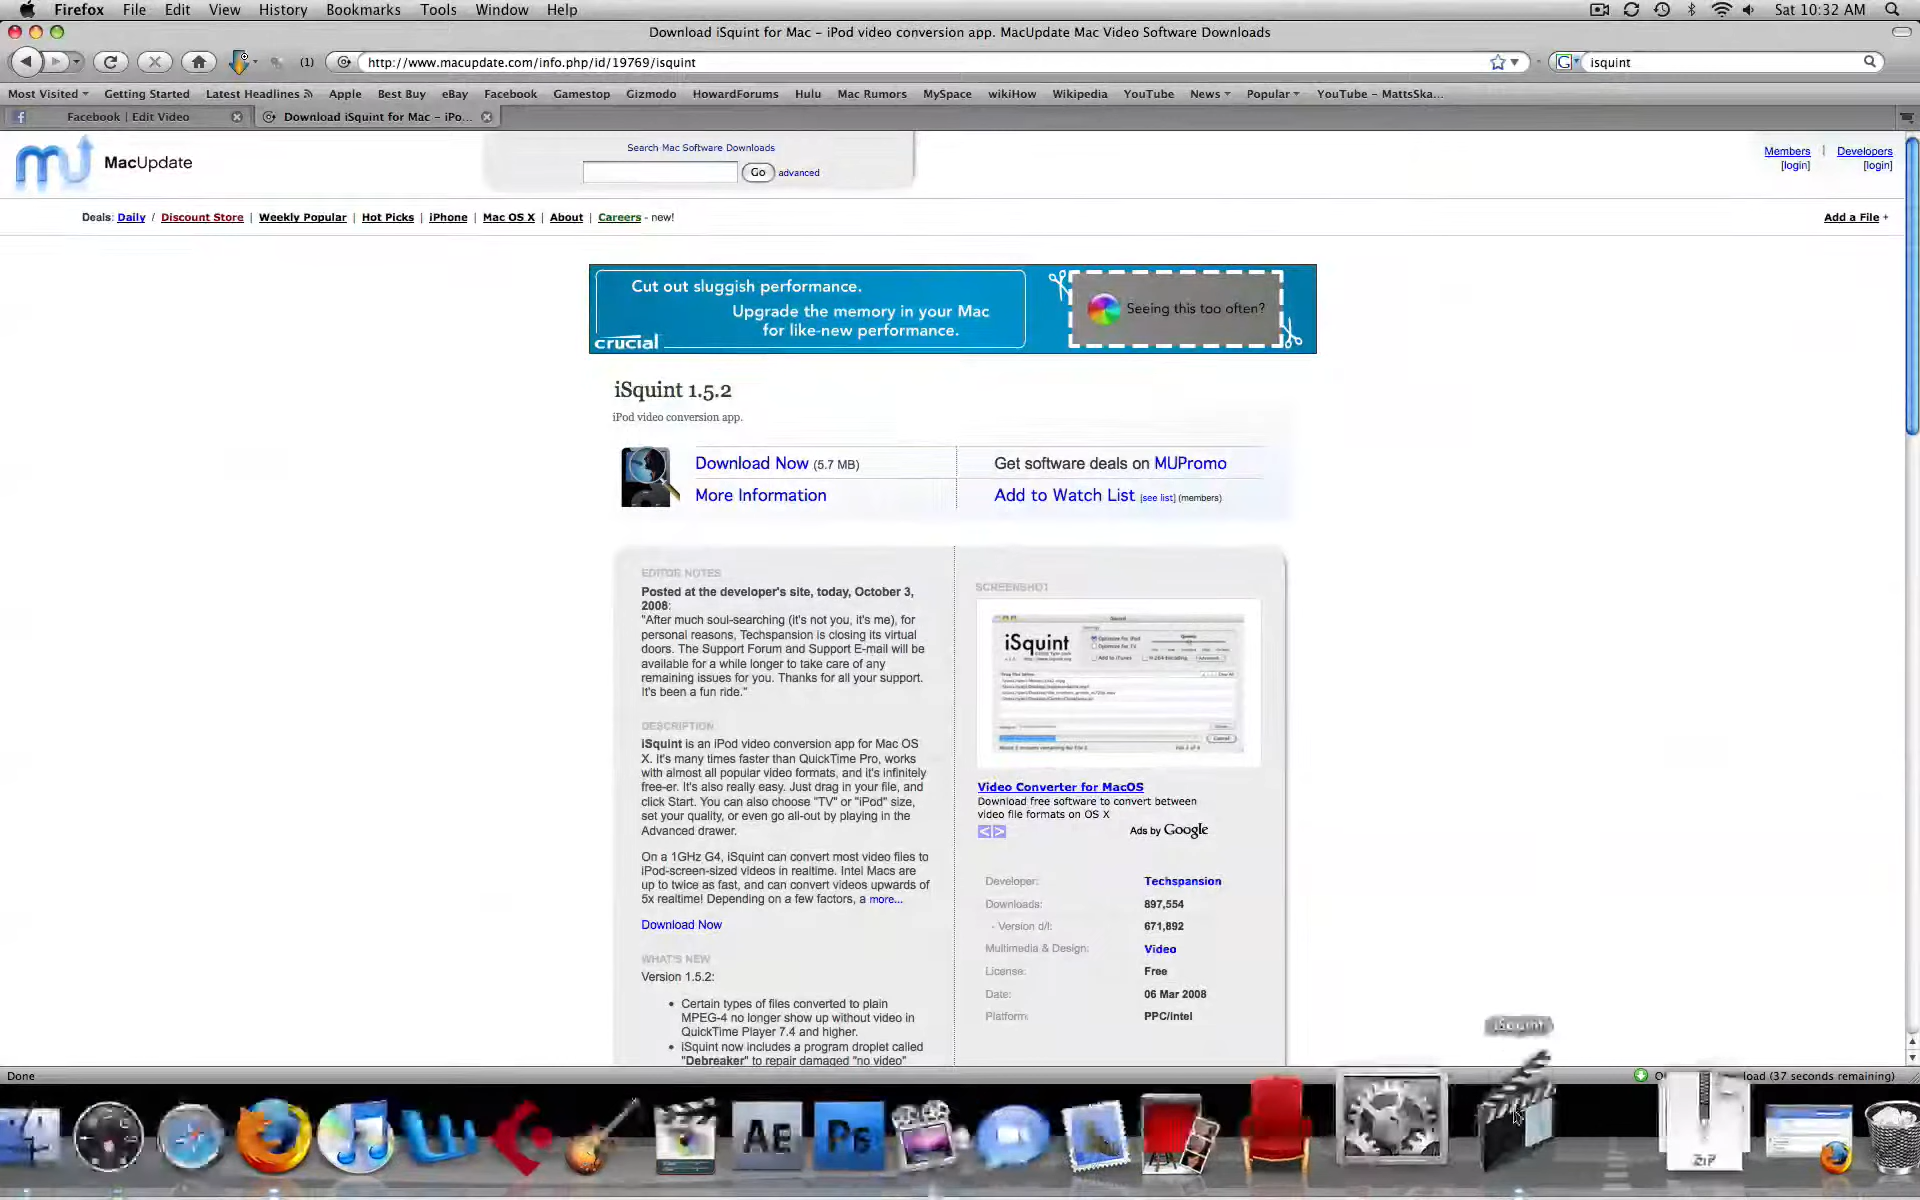 Firefox File Edit View History Bookmarks Tools Window Help Sat 10:32 AM
Download iSquint for Mac – iPod video conversion app. MacUpdate Mac Video Software Downloads
(1) http://www.macupdate.com/info.php/id/19769/isquint isquint
Most Visited Getting Started Latest Headlines Apple Best Buy eBay Facebook Gamestop Gizmodo HowardForums Hulu Mac Rumors MySpace wikiHow Wikipedia YouTube News Popular YouTube – MattsSka...
Facebook | Edit Video Download iSquint for Mac – iPo...
MacUpdate
Search Mac Software Downloads
Go advanced
Members | Developers
[login] [login]
Deals: Daily / Discount Store | Weekly Popular | Hot Picks | iPhone | Mac OS X | About | Careers - new! Add a File +
Cut out sluggish performance.
Upgrade the memory in your Mac
for like-new performance.
crucial
Seeing this too often?
iSquint 1.5.2
iPod video conversion app.
Download Now (5.7 MB) Get software deals on MUPromo
More Information Add to Watch List [see list] (members)
EDITOR NOTES
Posted at the developer's site, today, October 3,
2008:
"After much soul-searching (it's not you, it's me), for
personal reasons, Techspansion is closing its virtual
doors. The Support Forum and Support E-mail will be
available for a while longer to take care of any
remaining issues for you. Thanks for all your support.
It's been a fun ride."
DESCRIPTION
iSquint is an iPod video conversion app for Mac OS
X. It's many times faster than QuickTime Pro, works
with almost all popular video formats, and it's infinitely
free-er. It's also really easy. Just drag in your file, and
click Start. You can also choose "TV" or "iPod" size,
set your quality, or even go all-out by playing in the
Advanced drawer.
On a 1GHz G4, iSquint can convert most video files to
iPod-screen-sized videos in realtime. Intel Macs are
up to twice as fast, and can convert videos upwards of
5x realtime! Depending on a few factors, a more...
Download Now
WHAT'S NEW
Version 1.5.2:
• Certain types of files converted to plain
MPEG-4 no longer show up without video in
QuickTime Player 7.4 and higher.
• iSquint now includes a program droplet called
"Debreaker" to repair damaged "no video"
SCREENSHOT
iSquint
Video Converter for MacOS
Download free software to convert between
video file formats on OS X
<> Ads by Google
Developer: Techspansion
Downloads: 897,554
- Version d/l: 671,892
Multimedia & Design: Video
License: Free
Date: 06 Mar 2008
Platform: PPC/Intel
iSquint
Done load (37 seconds remaining)
AE Ps ZIP